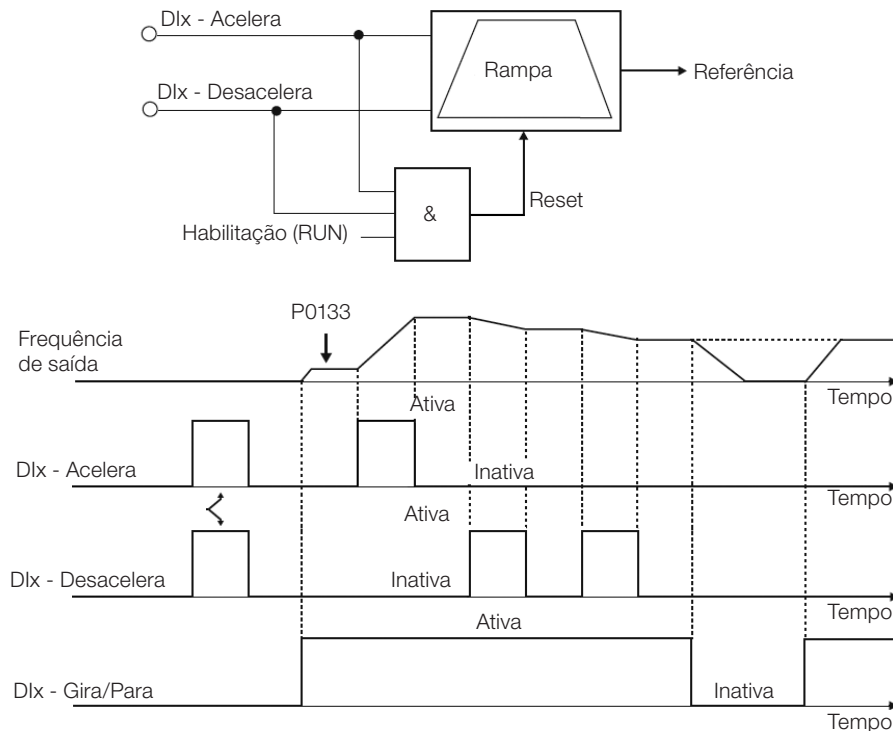 DIx - Acelera
Rampa
Referência
DIx - Desacelera
&
Reset
Habilitação (RUN)
P0133
Frequência
de saída
Tempo
Ativa
DIx - Acelera
Inativa
Tempo
Ativa
DIx - Desacelera
Inativa
Tempo
Ativa
DIx - Gira/Para
Inativa
Tempo